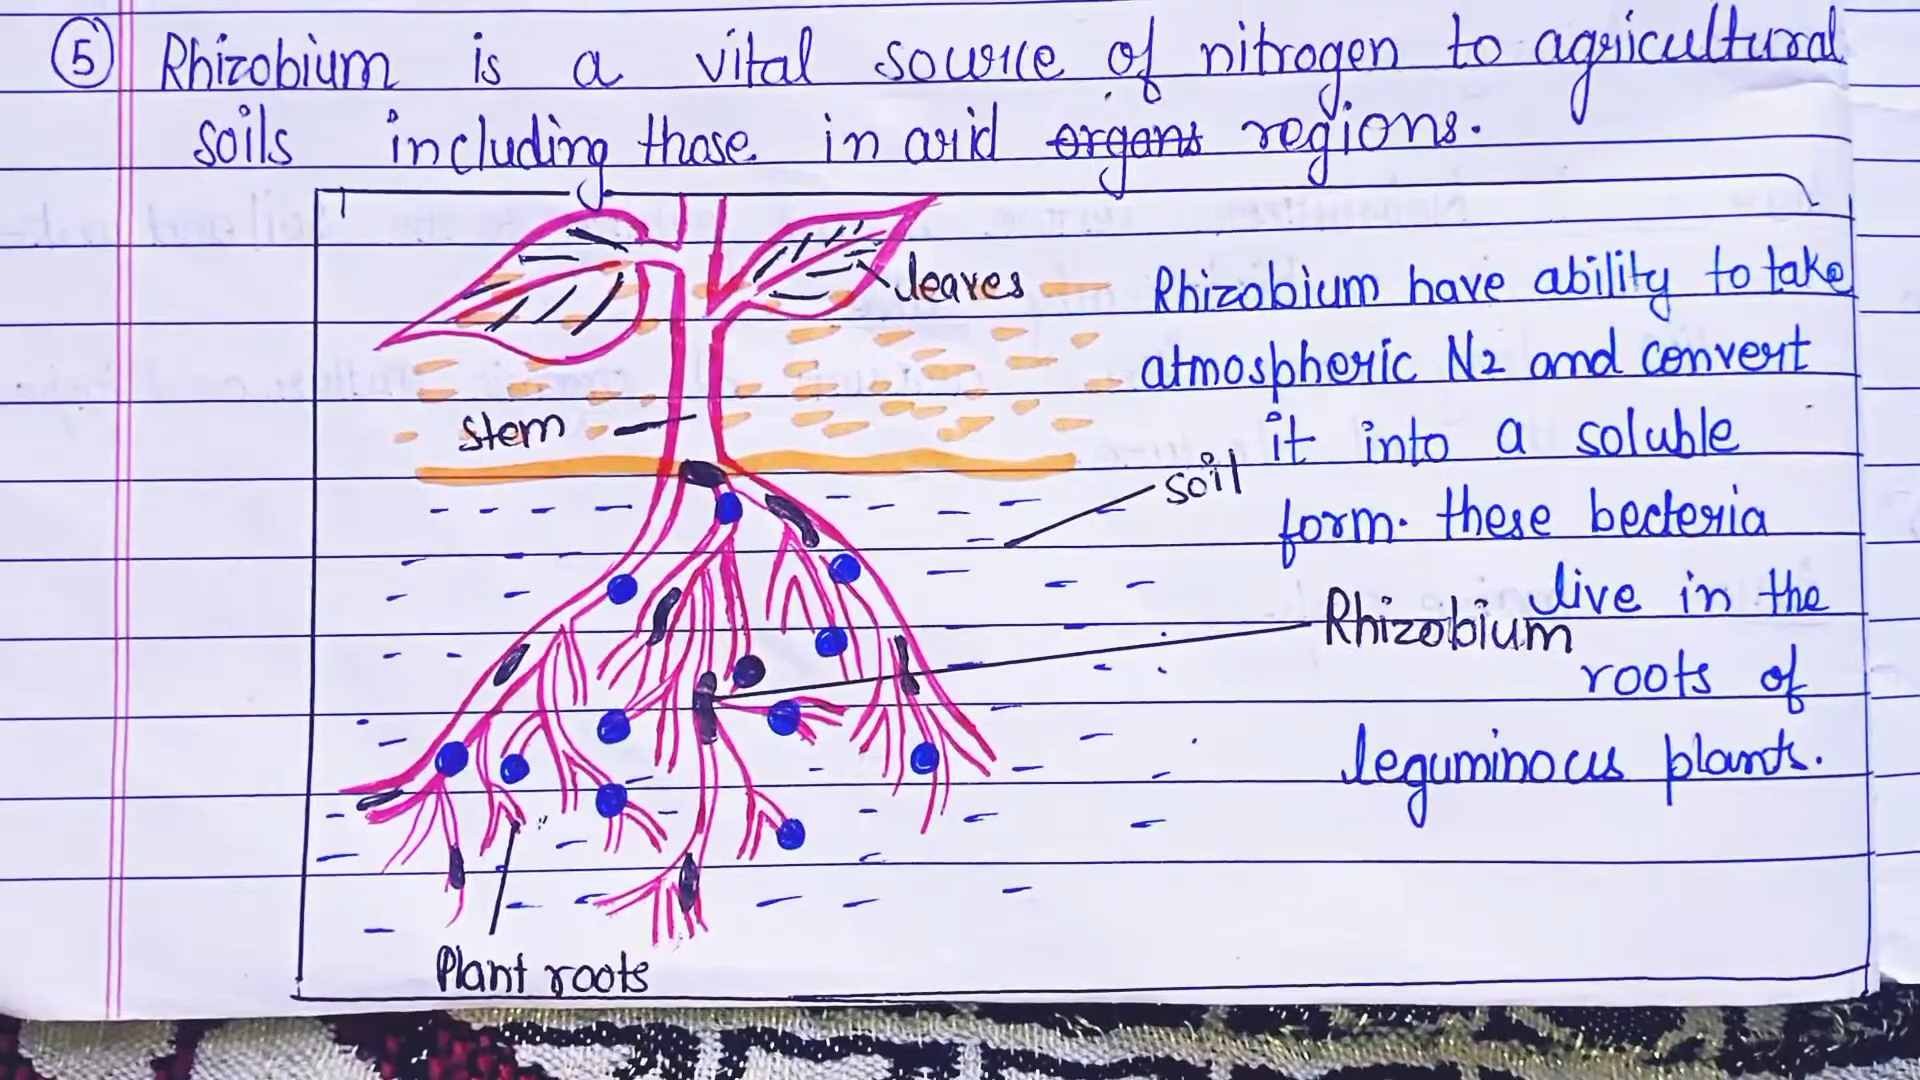 5 Rhizobium is a vital source of nitrogen to agricultural
soils including those in arid organs regions.
leaves
stem
soil
Rhizobium
Plant roots
Rhizobium have ability to take
atmospheric N2 and convert
it into a soluble
form. these becteria
live in the
roots of
leguminous plants.